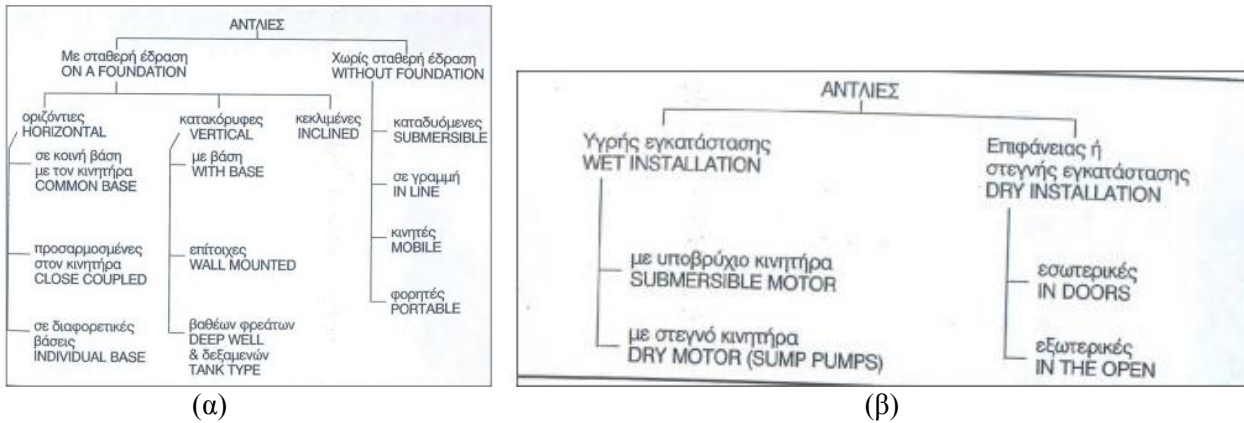 ΑΝΤΛΙΕΣ
Με σταθερή έδραση
ON A FOUNDATION
Χωρίς σταθερή έδραση
WITHOUT FOUNDATION
οριζόντιες
HORIZONTAL
σε κοινή βάση
με τον κινητήρα
COMMON BASE
προσαρμοσμένες
στον κινητήρα
CLOSE COUPLED
σε διαφορετικές
βάσεις
INDIVIDUAL BASE
κατακόρυφες
VERTICAL
με βάση
WITH BASE
επίτοιχες
WALL MOUNTED
βαθέων φρεάτων
DEEP WELL
& δεξαμενών
TANK TYPE
κεκλιμένες
INCLINED
καταδυόμενες
SUBMERSIBLE
σε γραμμή
IN LINE
κινητές
MOBILE
φορητές
PORTABLE
(α)
ΑΝΤΛΙΕΣ
Υγρής εγκατάστασης
WET INSTALLATION
με υποβρύχιο κινητήρα
SUBMERSIBLE MOTOR
με στεγνό κινητήρα
DRY MOTOR (SUMP PUMPS)
Επιφάνειας ή
στεγνής εγκατάστασης
DRY INSTALLATION
εσωτερικές
IN DOORS
εξωτερικές
IN THE OPEN
(β)